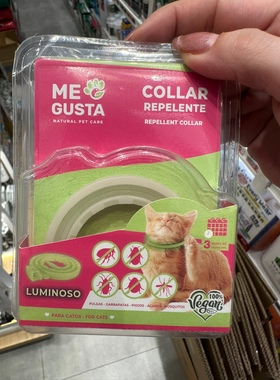 ME
GUSTA
NATURAL PET CARE
COLLAR
REPELENTE
REPELLENT COLLAR
3
LUMINOSO
PULGAS - GARRAPATAS - PIOJOS - ÁCAROS - MOSQUITOS
100%
Vegan
PARA GATOS - FOR CATS